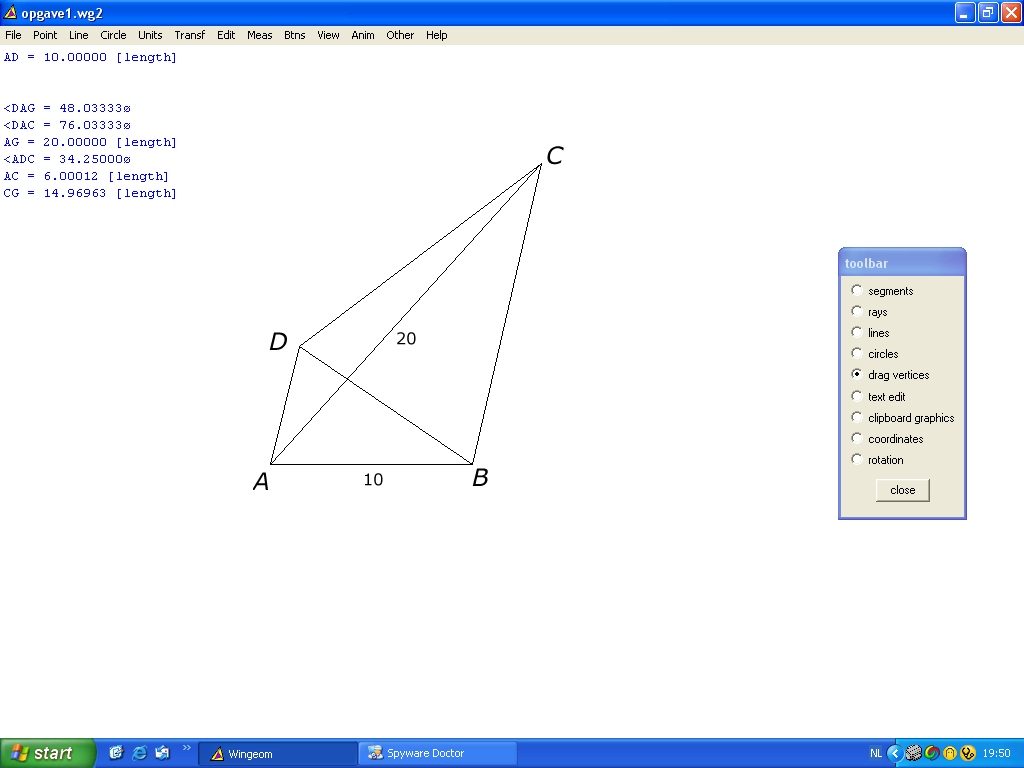 opgave1.wg2
File Point Line Circle Units Transf Edit Meas Btns View Anim Other Help
AD = 10.00000 [length]
<DAG = 48.03333ø
<DAC = 76.03333ø
AG = 20.00000 [length]
<ADC = 34.25000ø
AC = 6.00012 [length]
CG = 14.96963 [length]
C
D
20
A
10
B
toolbar
segments
rays
lines
circles
drag vertices
text edit
clipboard graphics
coordinates
rotation
close
start
»
Wingeom
Spyware Doctor
NL
19:50